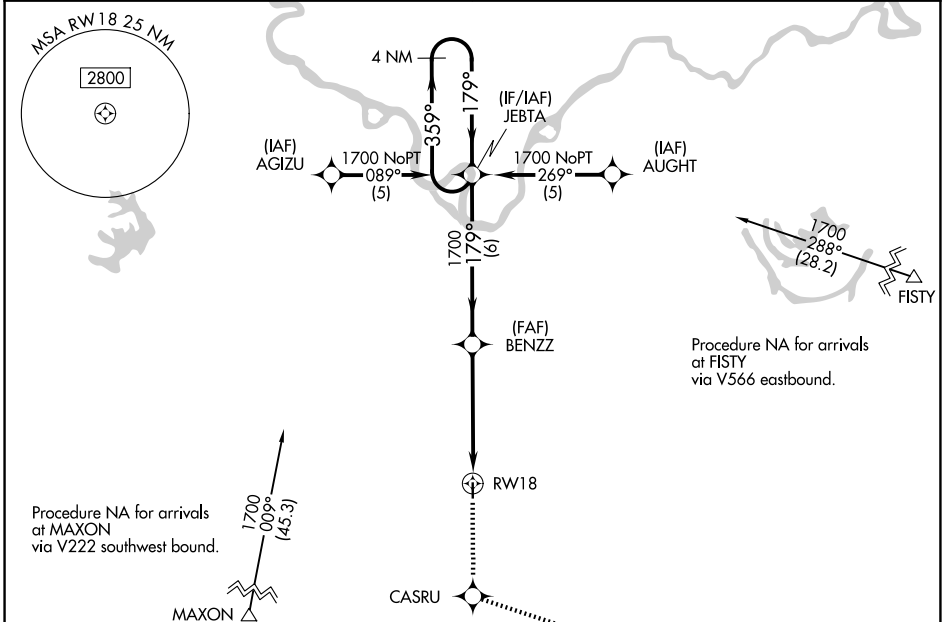 MSA RW18 25 NM
2800
4 NM
359°
179°
(IF/IAF)
JEBTA
(IAF)
AGIZU
1700 NoPT
089°
(5)
1700 NoPT
269°
(5)
(IAF)
AUGHT
1700
179°
(6)
1700
288°
(28.2)
FISTY
(FAF)
BENZZ
Procedure NA for arrivals
at FISTY
via V566 eastbound.
RW18
Procedure NA for arrivals
at MAXON
via V222 southwest bound.
1700
009°
(45.3)
CASRU
MAXON